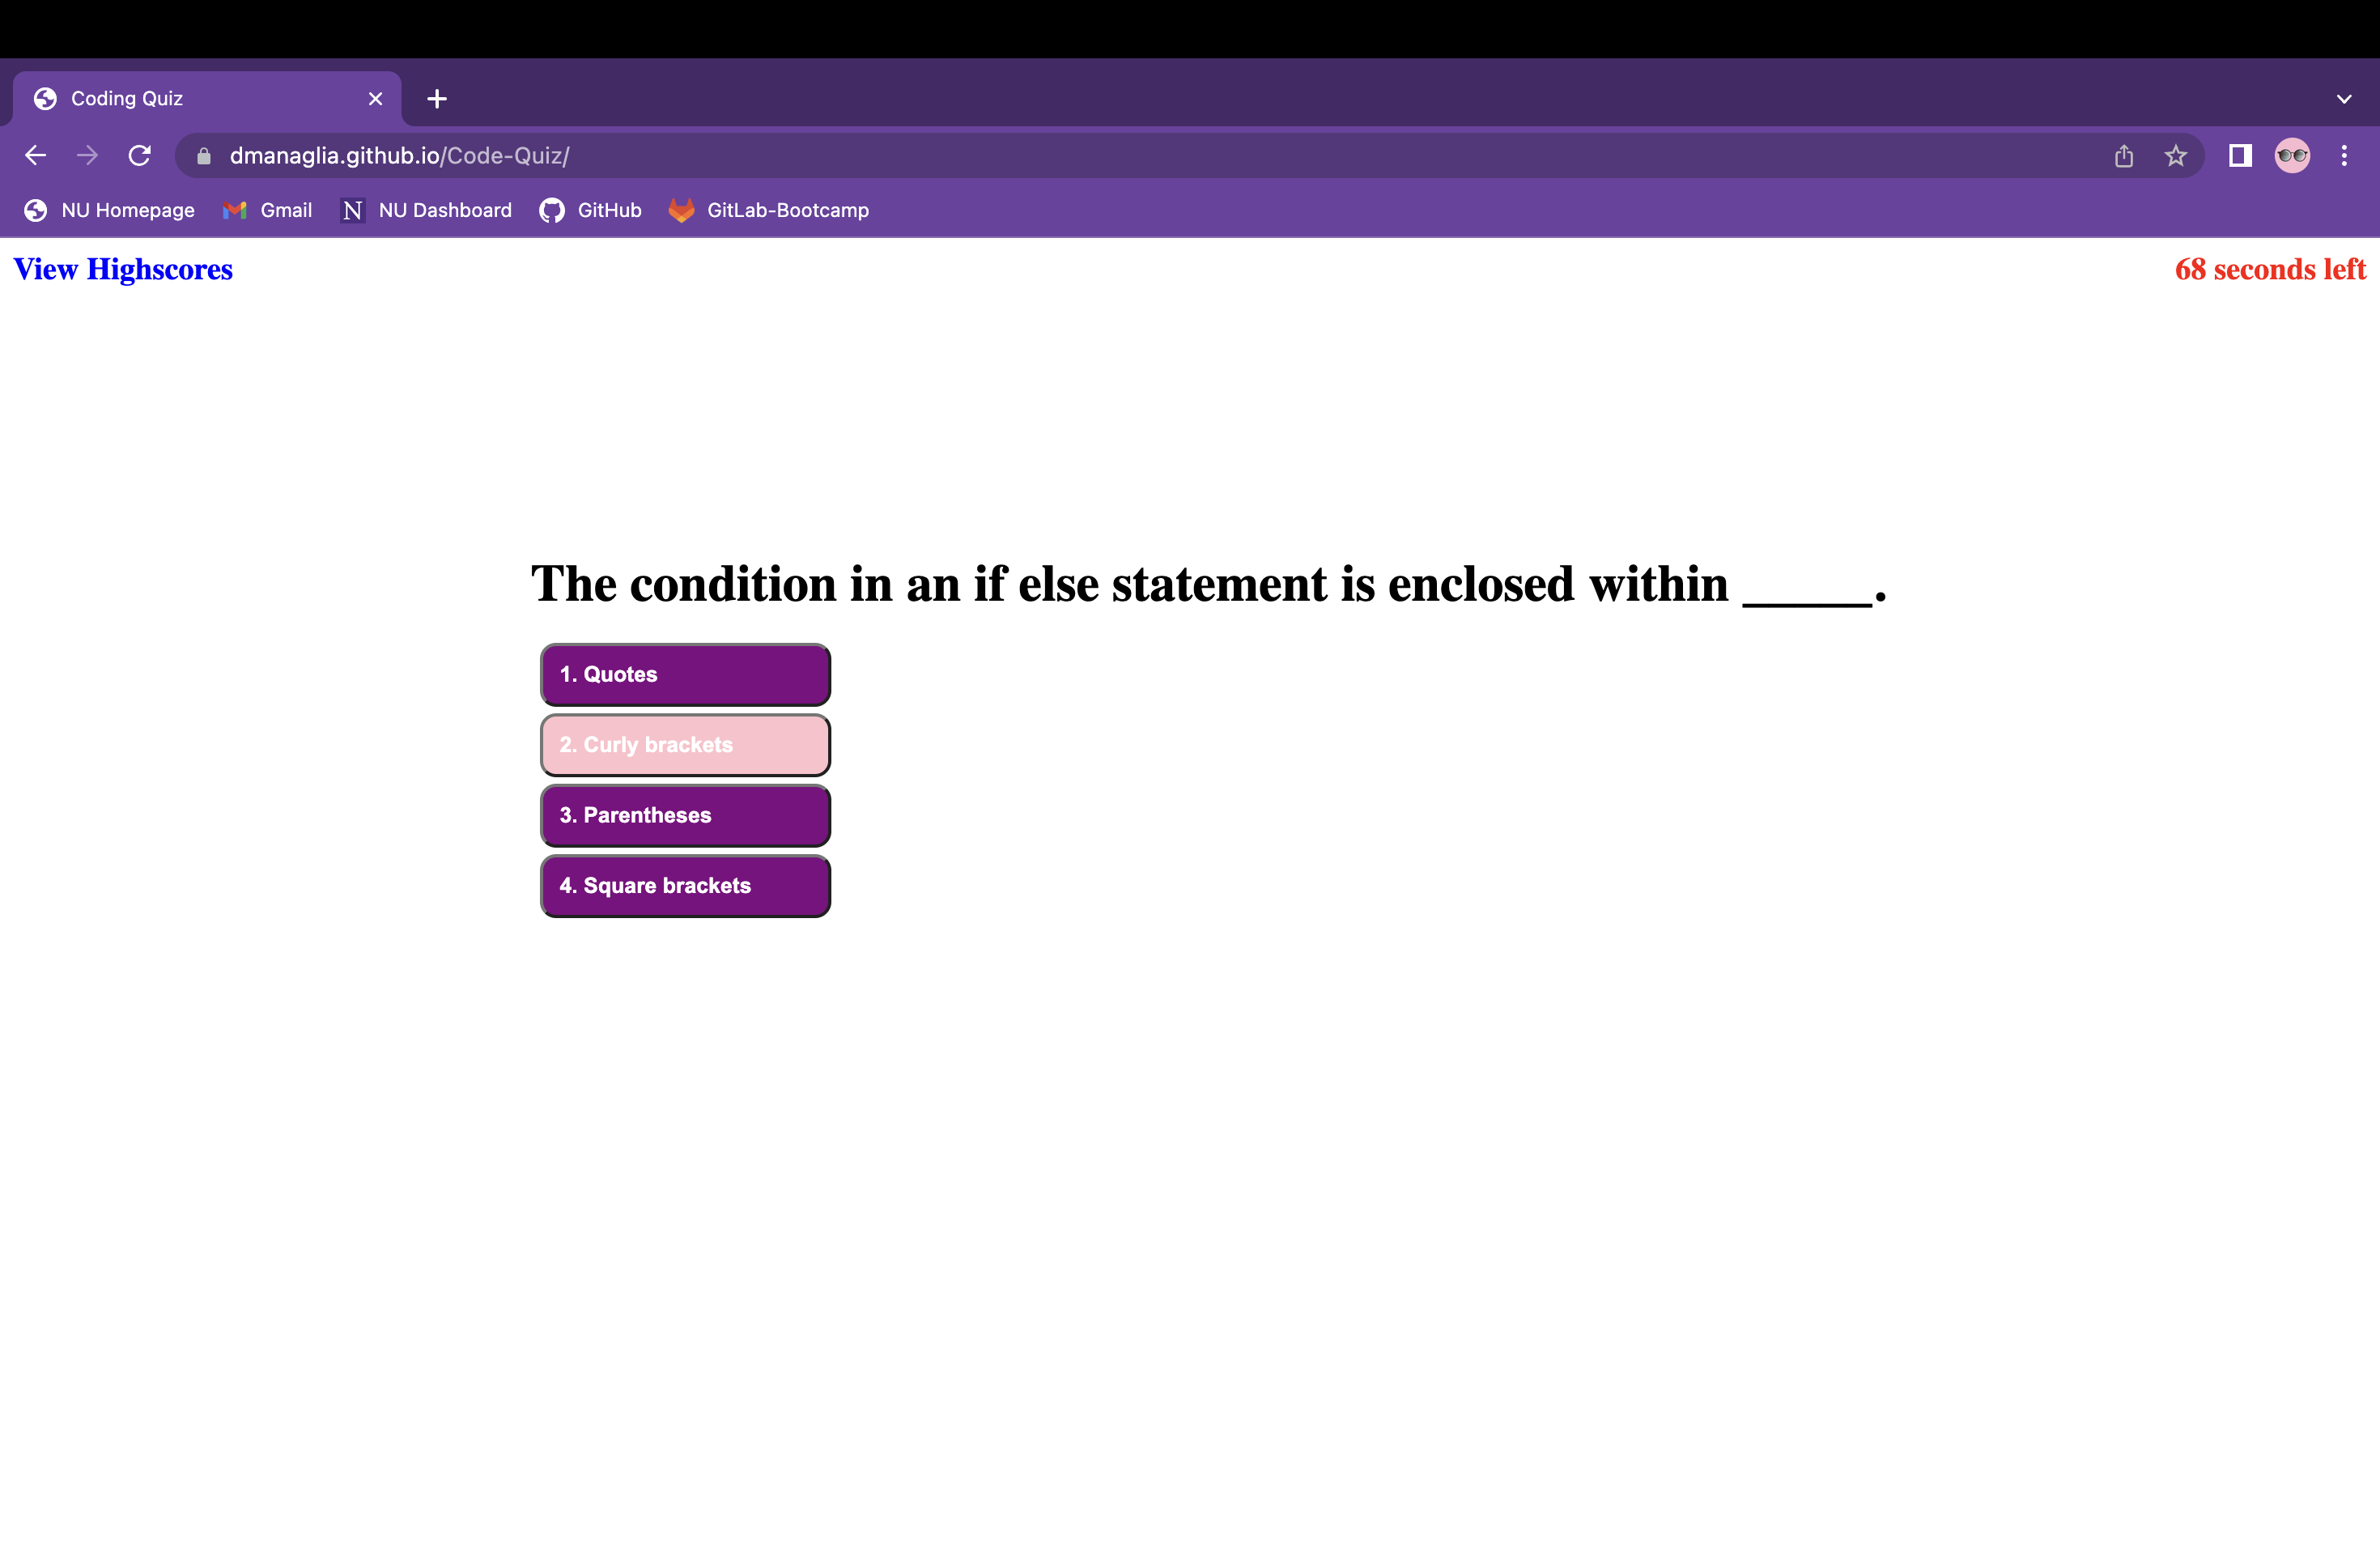 Coding Quiz
dmanaglia.github.io/Code-Quiz/
NU Homepage Gmail N NU Dashboard GitHub GitLab-Bootcamp
View Highscores 68 seconds left
The condition in an if else statement is enclosed within _____.
1. Quotes
2. Curly brackets
3. Parentheses
4. Square brackets